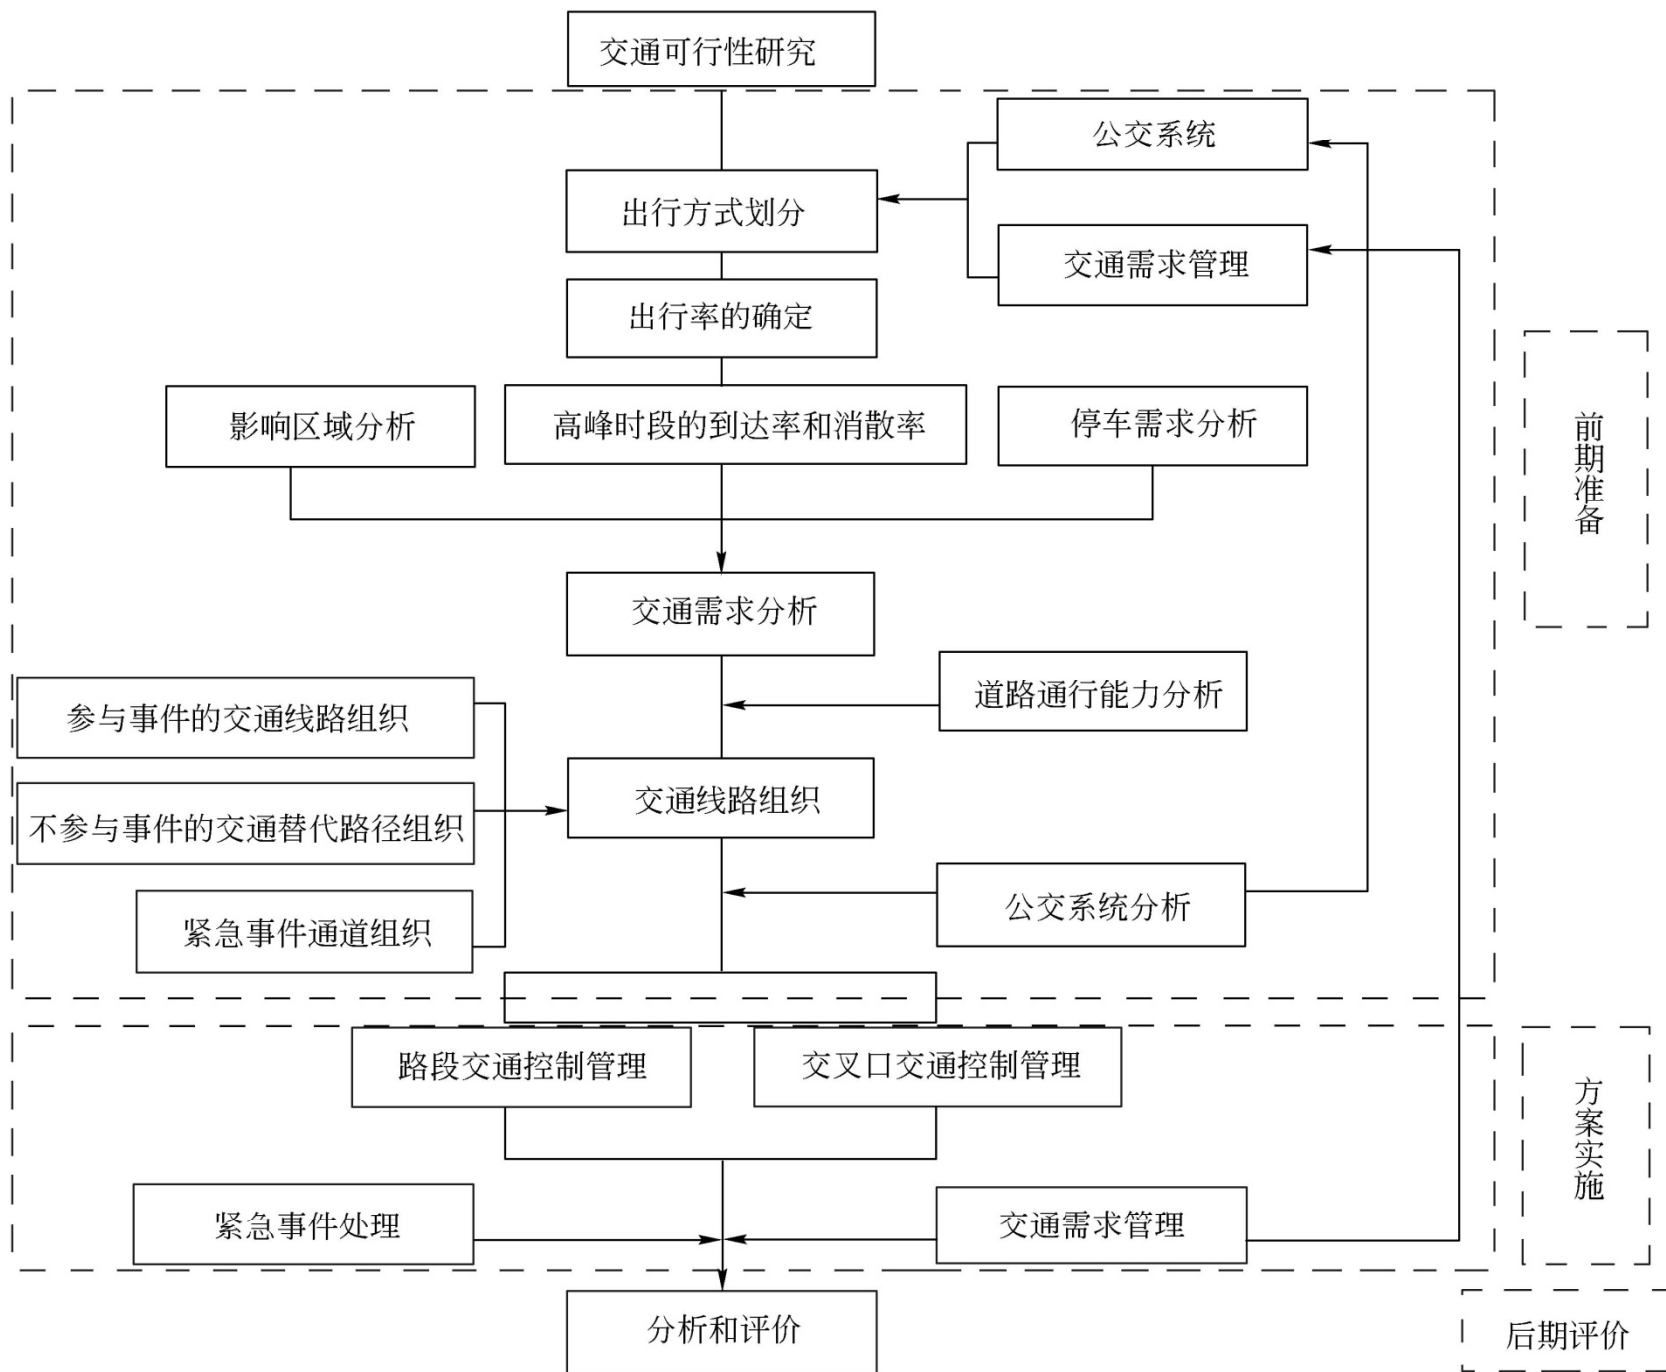 交通可行性研究
公交系统
出行方式划分
交通需求管理
出行率的确定
影响区域分析
高峰时段的到达率和消散率
停车需求分析
前期准备
交通需求分析
道路通行能力分析
参与事件的交通线路组织
交通线路组织
不参与事件的交通替代路径组织
公交系统分析
紧急事件通道组织
路段交通控制管理
交叉口交通控制管理
方案实施
紧急事件处理
交通需求管理
分析和评价
后期评价